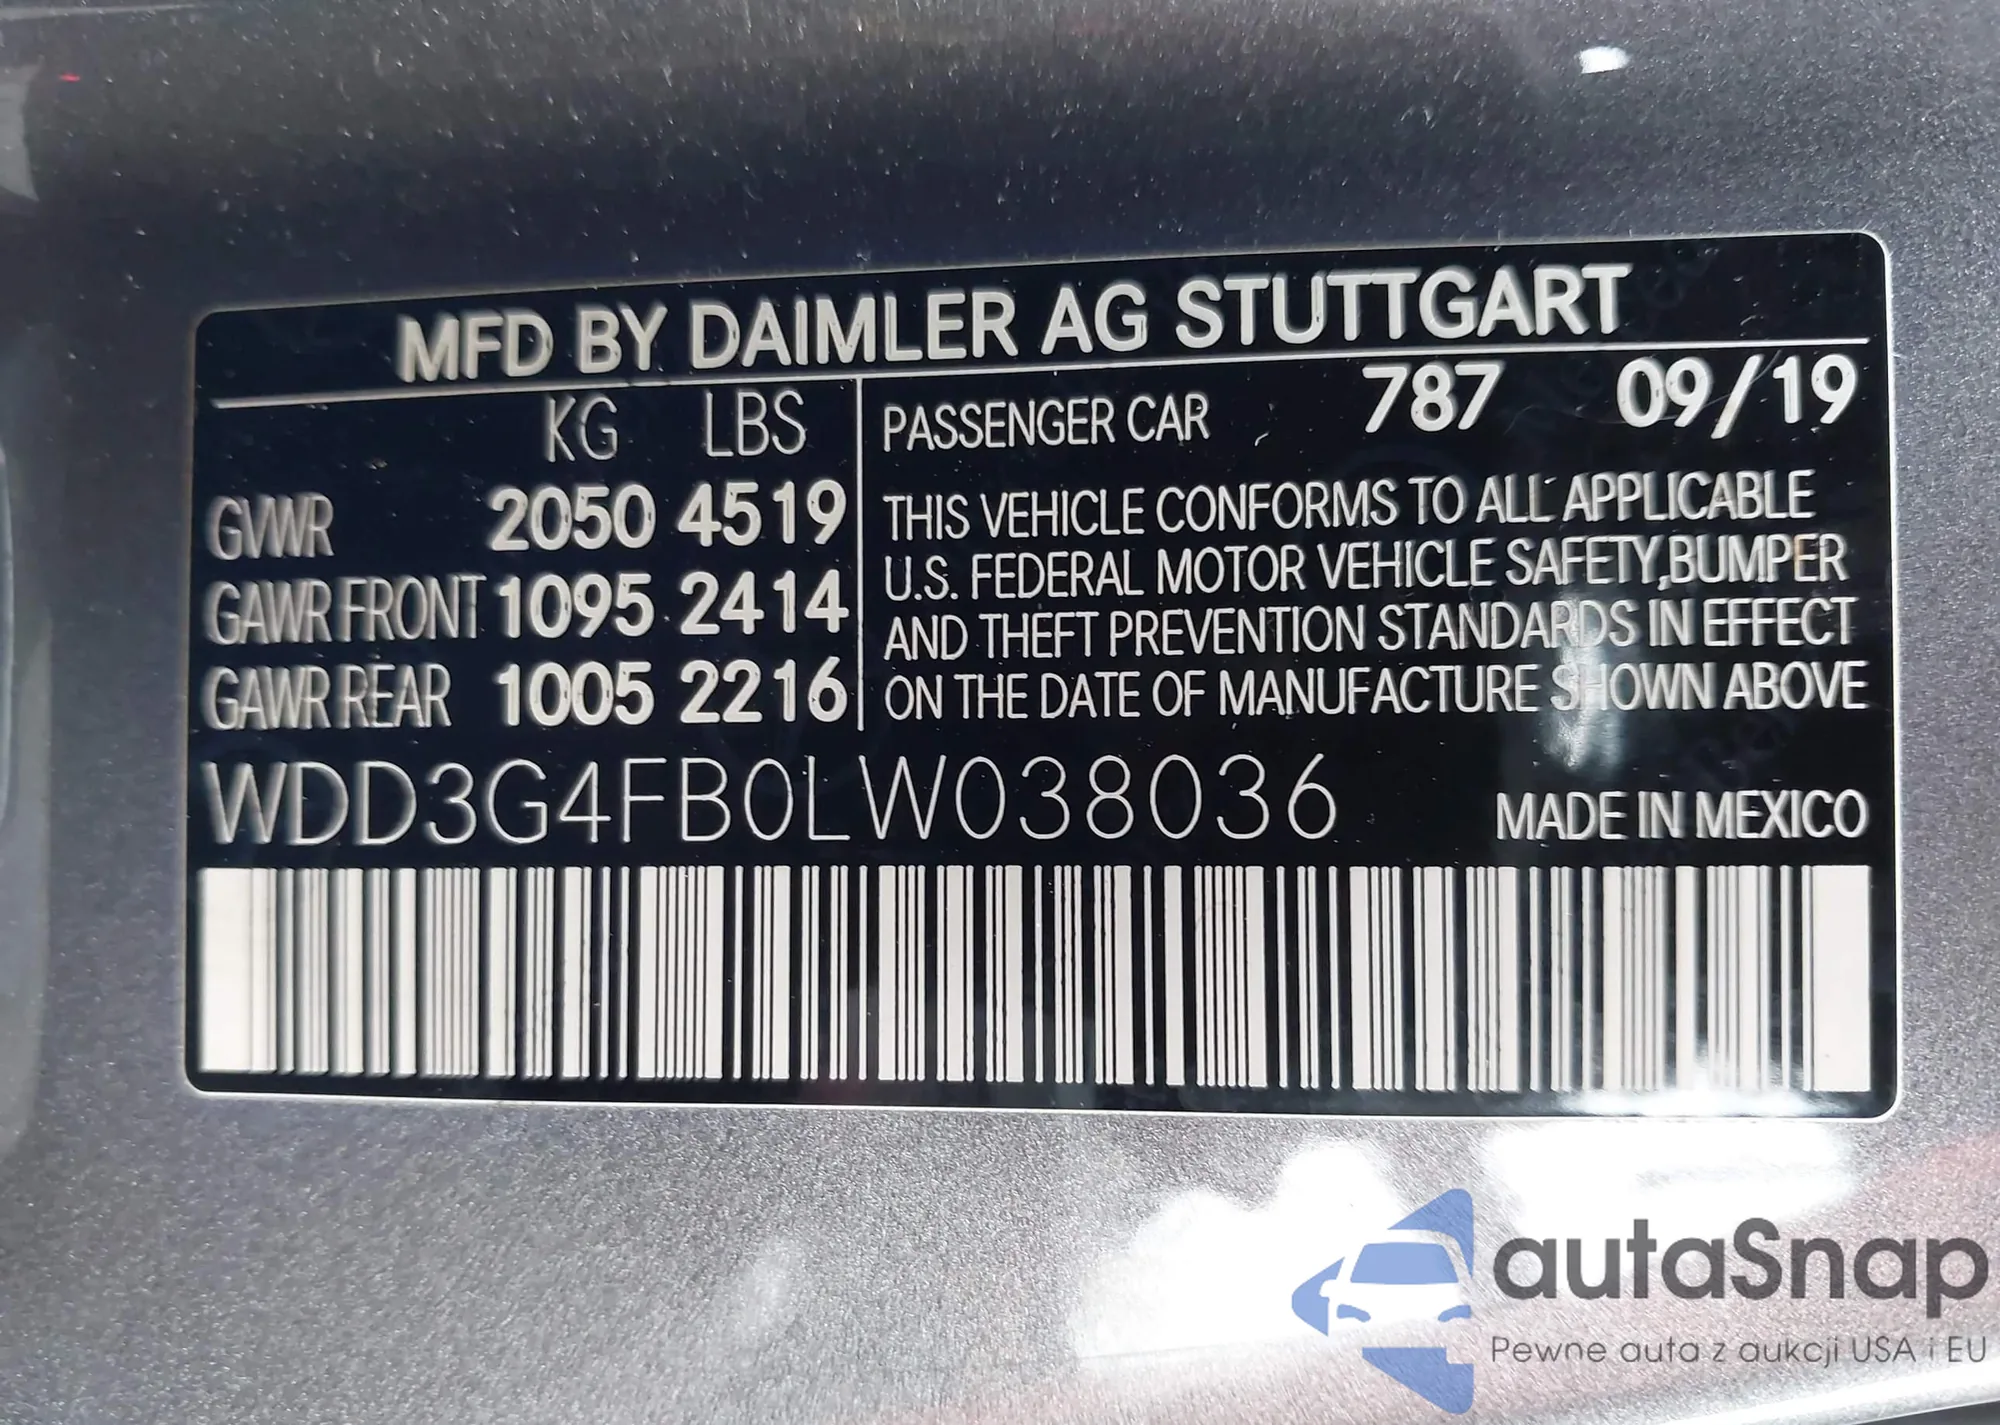 MFD BY DAIMLER AG STUTTGART
KG LBS
GVWR 2050 4519
GAWR FRONT 1095 2414
GAWR REAR 1005 2216
PASSENGER CAR 787 09/19
THIS VEHICLE CONFORMS TO ALL APPLICABLE
U.S. FEDERAL MOTOR VEHICLE SAFETY,BUMPER
AND THEFT PREVENTION STANDARDS IN EFFECT
ON THE DATE OF MANUFACTURE SHOWN ABOVE
WDD3G4FB0LW038036 MADE IN MEXICO
autaSnap
Pewne auta z aukcji USA i EU